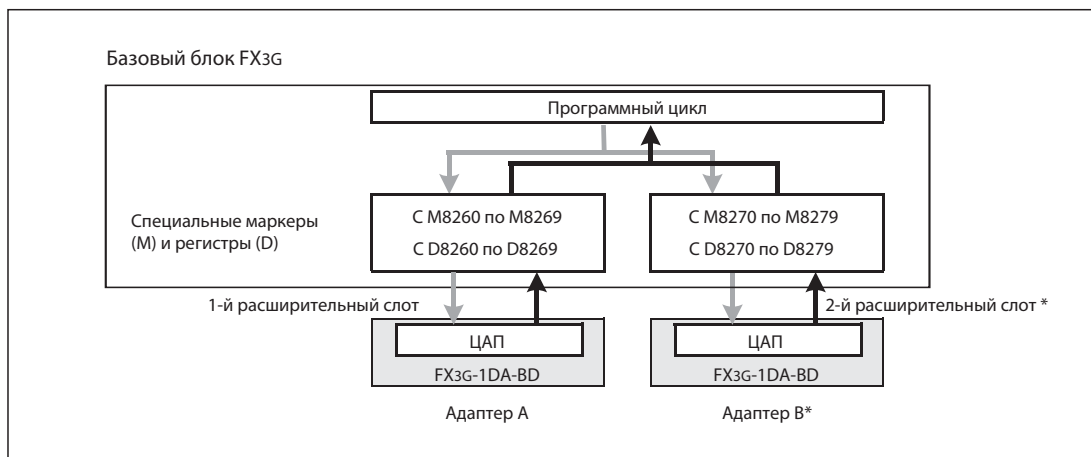 Базовый блок FX3G
Программный цикл
Специальные маркеры
(M) и регистры (D)
С M8260 по M8269
С D8260 по D8269
С M8270 по M8279
С D8270 по D8279
1-й расширительный слот
2-й расширительный слот *
ЦАП
FX3G-1DA-BD
ЦАП
FX3G-1DA-BD
Адаптер A
Адаптер B*